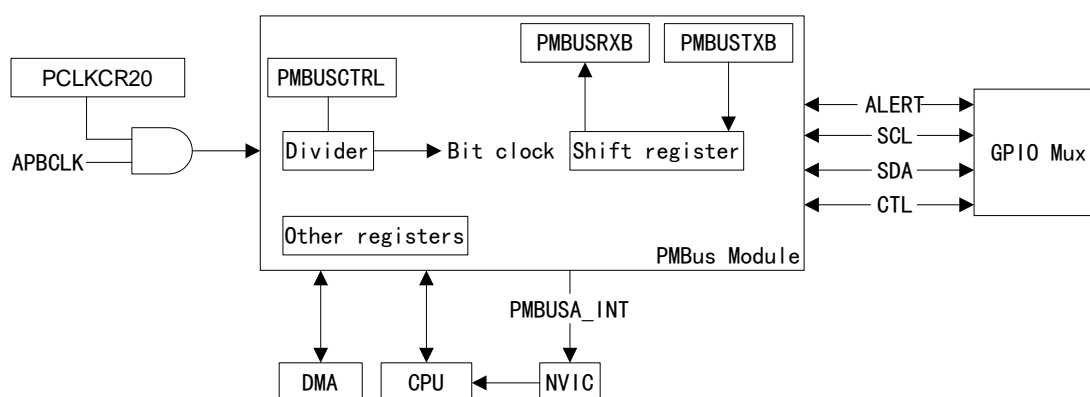 PMBUSRXB
PMBUSTXB
PCLKCR20
PMBUSCTRL
ALERT
SCL
Divider
Bit clock
Shift register
GPIO Mux
APBCLK
SDA
CTL
Other registers
PMBus Module
PMBUSA_INT
DMA
CPU
NVIC